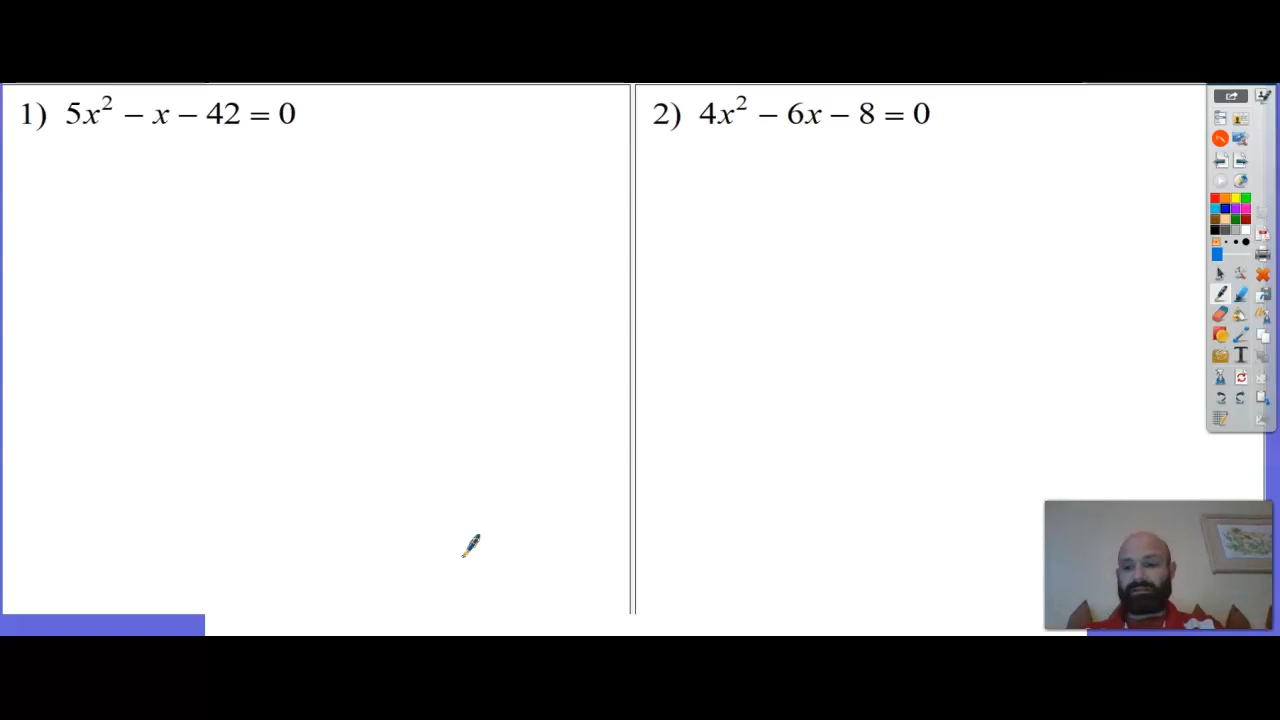 1) 5x² − x − 42 = 0
2) 4x² − 6x − 8 = 0